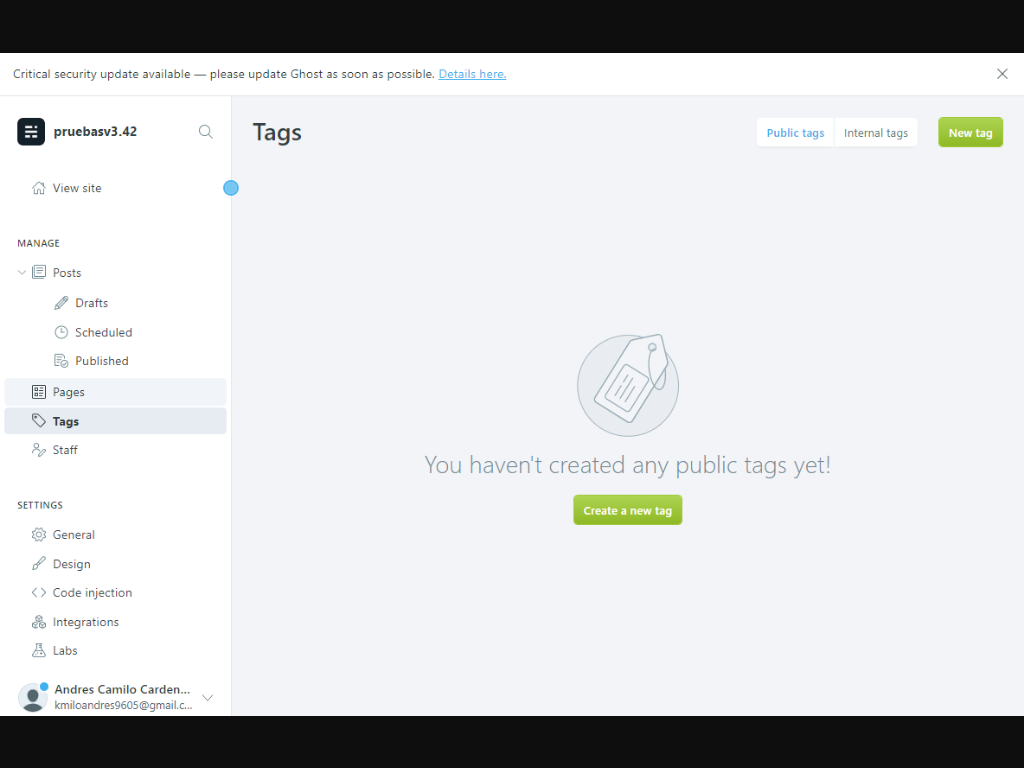 Critical security update available — please update Ghost as soon as possible. Details here.
pruebasv3.42
View site
MANAGE
Posts
Drafts
Scheduled
Published
Pages
Tags
Staff
SETTINGS
General
Design
Code injection
Integrations
Labs
Andres Camilo Carden...
kmiloandres9605@gmail.c...
Tags
Public tags
Internal tags
New tag
You haven't created any public tags yet!
Create a new tag